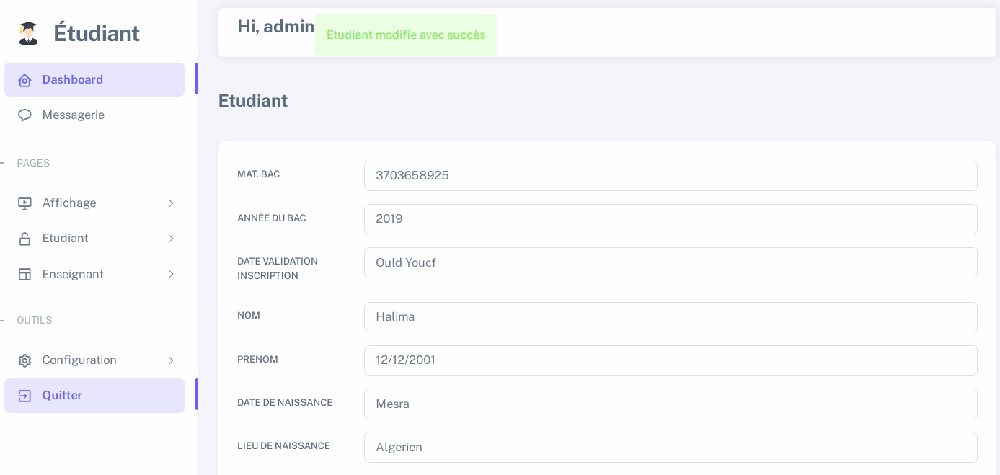 Étudiant
Dashboard
Messagerie
PAGES
Affichage
Etudiant
Enseignant
OUTILS
Configuration
Quitter
Hi, admin
Etudiant modifie avec succès
Etudiant
MAT. BAC
3703658925
ANNÉE DU BAC
2019
DATE VALIDATION
INSCRIPTION
Ould Youcf
NOM
Halima
PRENOM
12/12/2001
DATE DE NAISSANCE
Mesra
LIEU DE NAISSANCE
Algerien